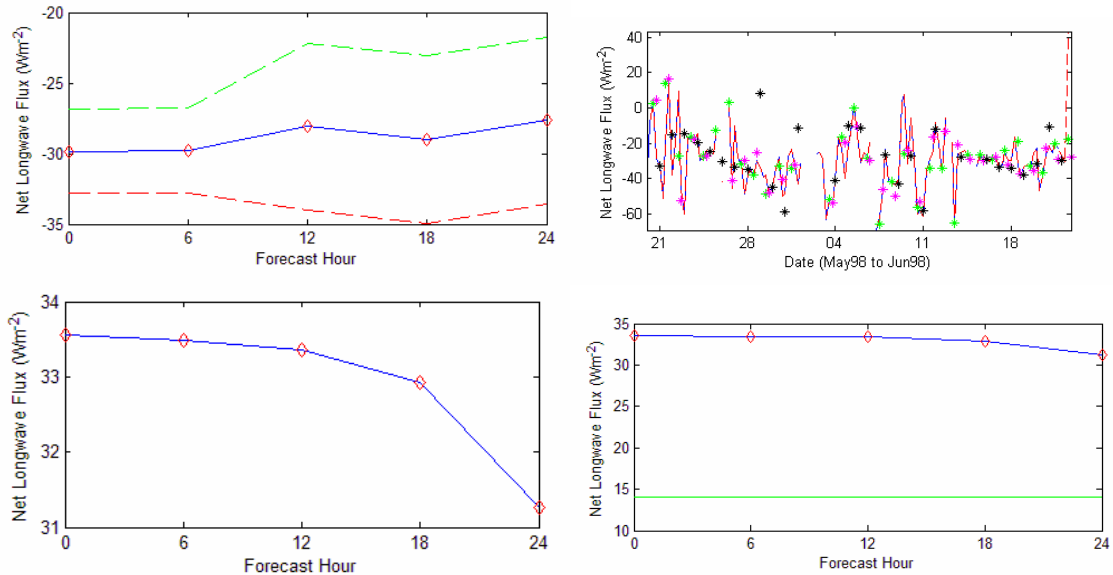 -20
-25
-30
-35
Net Longwave Flux (Wm-2)
0 6 12 18 24
Forecast Hour
40
20
0
-20
-40
-60
Net Longwave Flux (Wm-2)
21 28 04 11 18
Date (May98 to Jun98)
34
33
32
31
Net Longwave Flux (Wm-2)
0 6 12 18 24
Forecast Hour
35
30
25
20
15
10
Net Longwave Flux (Wm-2)
0 6 12 18 24
Forecast Hour